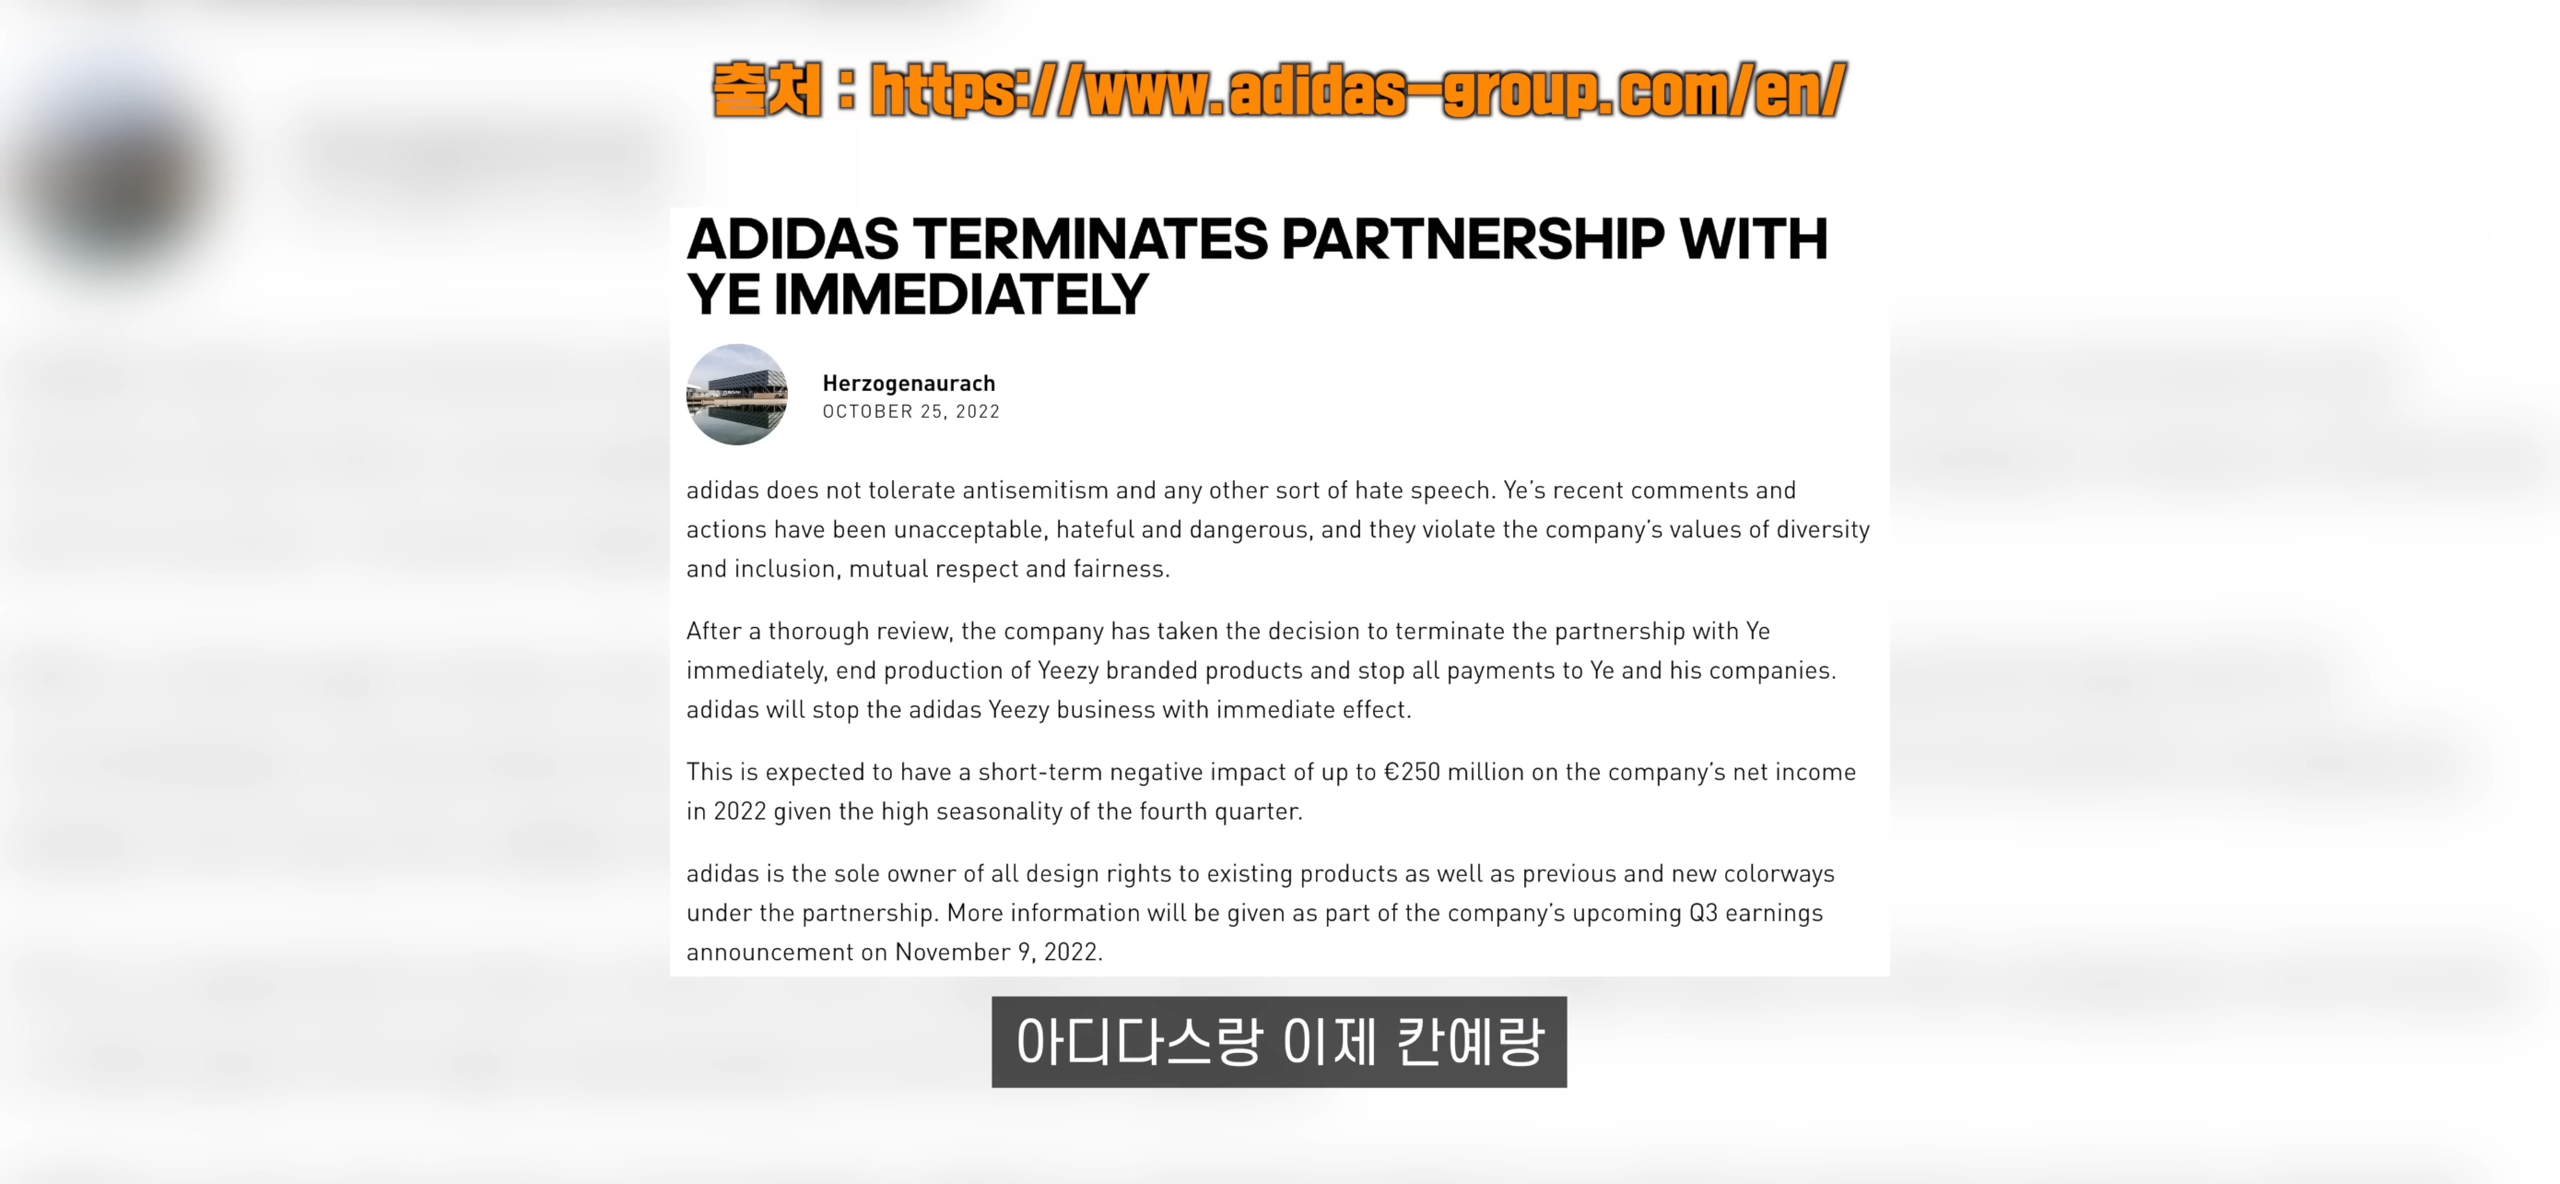 출처 : https://www.adidas-group.com/en/
ADIDAS TERMINATES PARTNERSHIP WITH
YE IMMEDIATELY
Herzogenaurach
OCTOBER 25, 2022
adidas does not tolerate antisemitism and any other sort of hate speech. Ye’s recent comments and
actions have been unacceptable, hateful and dangerous, and they violate the company’s values of diversity
and inclusion, mutual respect and fairness.
After a thorough review, the company has taken the decision to terminate the partnership with Ye
immediately, end production of Yeezy branded products and stop all payments to Ye and his companies.
adidas will stop the adidas Yeezy business with immediate effect.
This is expected to have a short-term negative impact of up to €250 million on the company’s net income
in 2022 given the high seasonality of the fourth quarter.
adidas is the sole owner of all design rights to existing products as well as previous and new colorways
under the partnership. More information will be given as part of the company’s upcoming Q3 earnings
announcement on November 9, 2022.
아디다스랑 이제 칸예랑